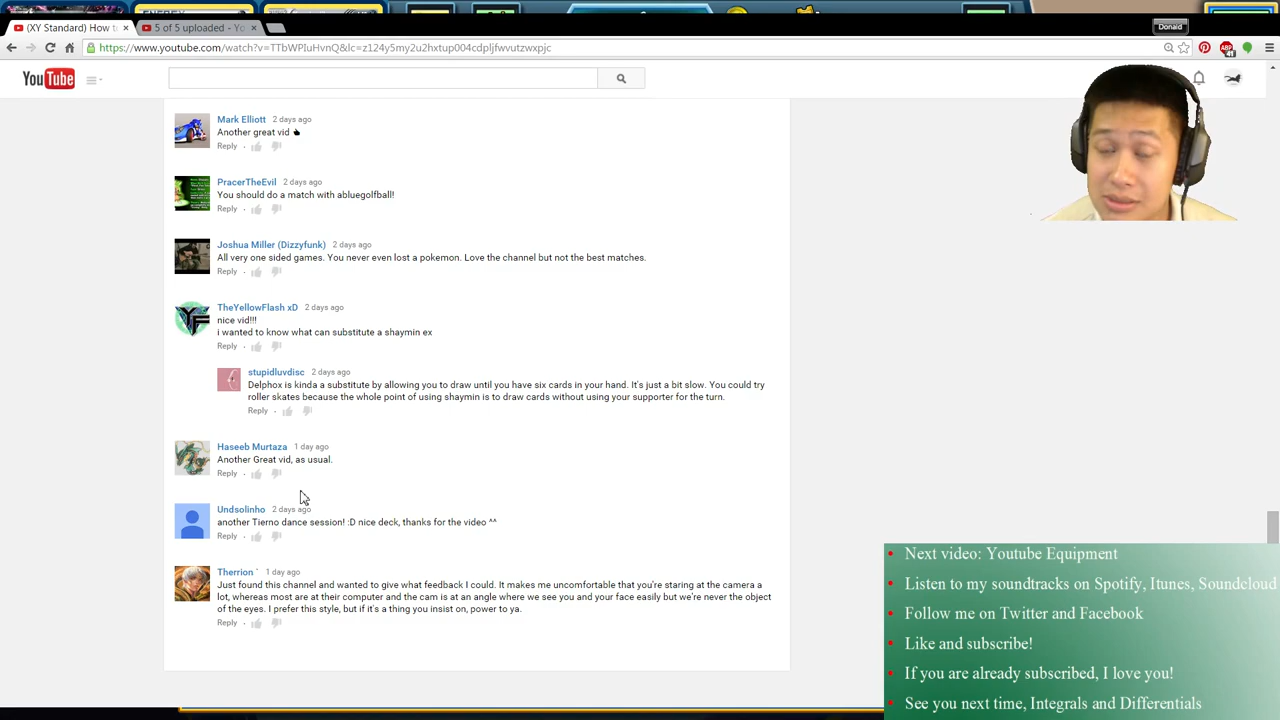 ENERGY
(XY Standard) How t
5 of 5 uploaded - Yo
Donald
https://www.youtube.com/watch?v=TTbWPIuHvnQ&lc=z124y5my2u2hxtup004cdpljfwvutzwxpjc
YouTube
Mark Elliott 2 days ago
Another great vid
Reply
PracerTheEvil 2 days ago
You should do a match with abluegolfball!
Reply
Joshua Miller (Dizzyfunk) 2 days ago
All very one sided games. You never even lost a pokemon. Love the channel but not the best matches.
Reply
TheYellowFlash xD 2 days ago
nice vid!!!
i wanted to know what can substitute a shaymin ex
Reply
stupidluvdisc 2 days ago
Delphox is kinda a substitute by allowing you to draw until you have six cards in your hand. It's just a bit slow. You could try
roller skates because the whole point of using shaymin is to draw cards without using your supporter for the turn.
Reply
Haseeb Murtaza 1 day ago
Another Great vid, as usual.
Reply
Undsolinho 2 days ago
another Tierno dance session! :D nice deck, thanks for the video ^^
Reply
Therrion ` 1 day ago
Just found this channel and wanted to give what feedback I could. It makes me uncomfortable that you're staring at the camera a
lot, whereas most are at their computer and the cam is at an angle where we see you and your face easily but we're never the object
of the eyes. I prefer this style, but if it's a thing you insist on, power to ya.
Reply
Next video: Youtube Equipment
Listen to my soundtracks on Spotify, Itunes, Soundcloud
Follow me on Twitter and Facebook
Like and subscribe!
If you are already subscribed, I love you!
See you next time, Integrals and Differentials